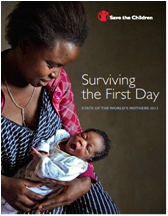 Save the Children
Surviving
the First Day
STATE OF THE WORLD'S MOTHERS 2013